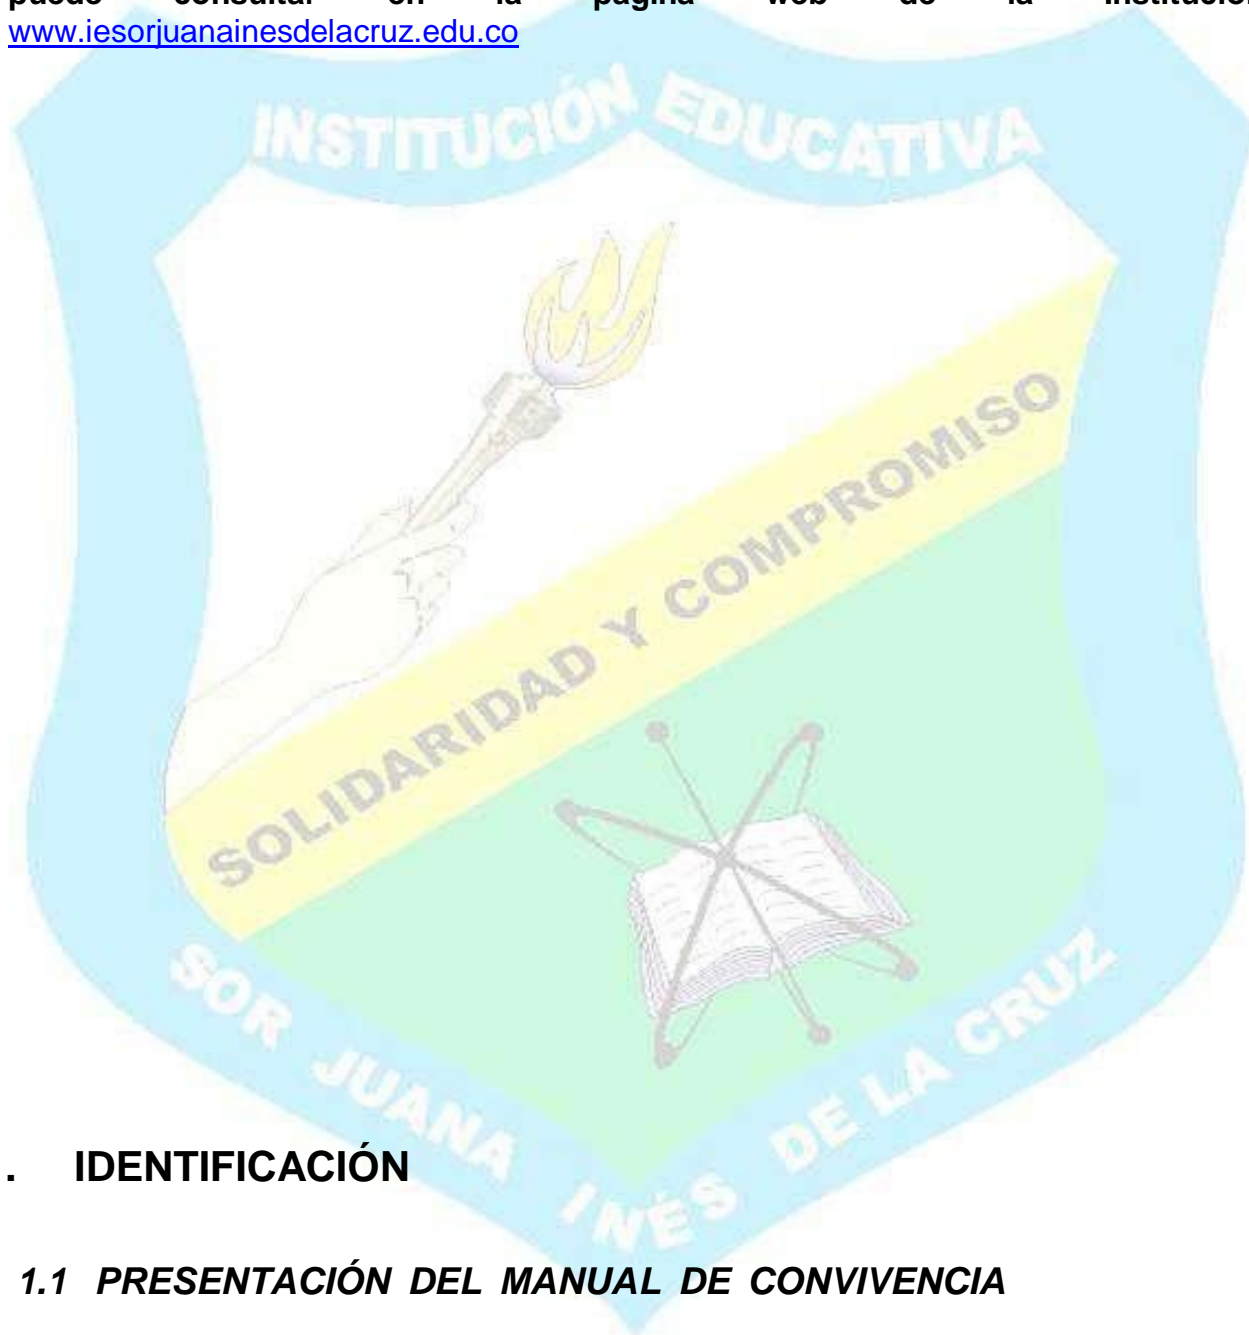 puede consultar en la página web de la
www.iesorjuanainesdelacruz.edu.co
INSTITUCIÓN EDUCATIVA
SOLIDARIDAD Y COMPROMISO
SOR JUANA INÉS DE LA CRUZ
. IDENTIFICACIÓN
1.1 PRESENTACIÓN DEL MANUAL DE CONVIVENCIA